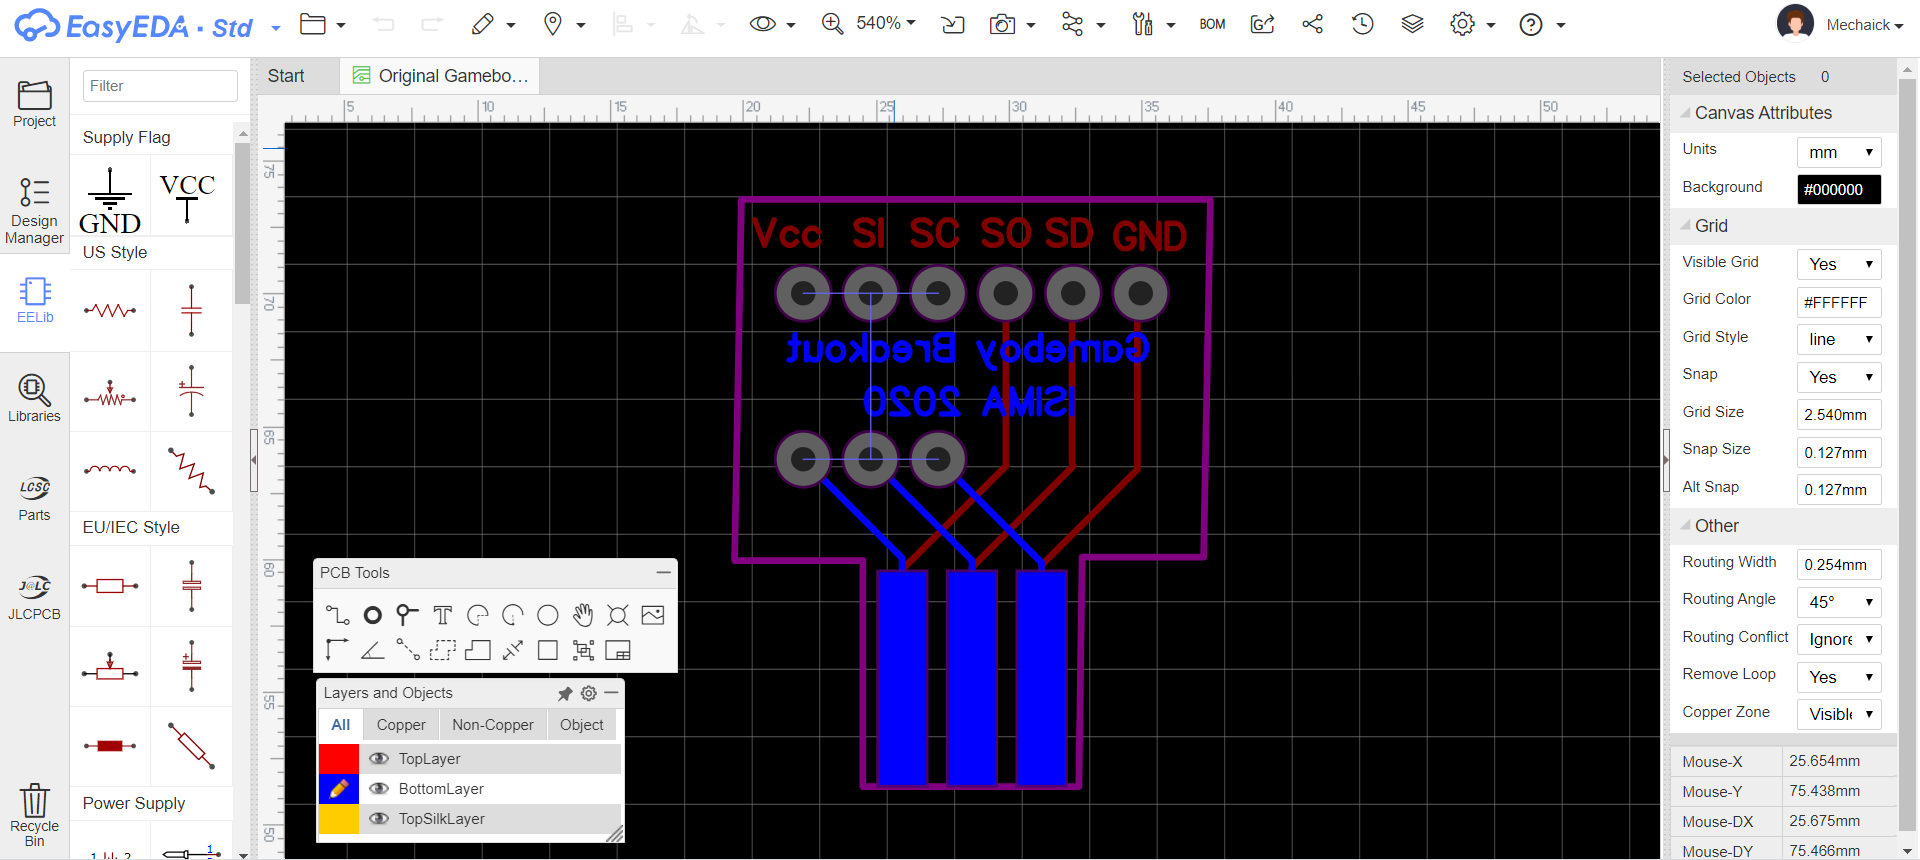 EasyEDA · Std
540%
BOM
Mechaick
Start
Original Gamebo...
Selected Objects 0
Filter
Project
Design
Manager
EELib
Libraries
LCSC
Parts
J@LC
JLCPCB
Recycle
Bin
Supply Flag
GND
VCC
US Style
EU/IEC Style
Power Supply
1 2
1
5 10 15 20 25 30 35 40 45 50
75
70
65
60
55
50
Vcc SI SC SO SD GND
Gameboy Breakout
ISIMA 2020
PCB Tools
T
Layers and Objects
All Copper Non-Copper Object
TopLayer
BottomLayer
TopSilkLayer
Canvas Attributes
Units mm
Background #000000
Grid
Visible Grid Yes
Grid Color #FFFFFF
Grid Style line
Snap Yes
Grid Size 2.540mm
Snap Size 0.127mm
Alt Snap 0.127mm
Other
Routing Width 0.254mm
Routing Angle 45°
Routing Conflict Ignore
Remove Loop Yes
Copper Zone Visible
Mouse-X 25.654mm
Mouse-Y 75.438mm
Mouse-DX 25.675mm
Mouse-DY 75.466mm